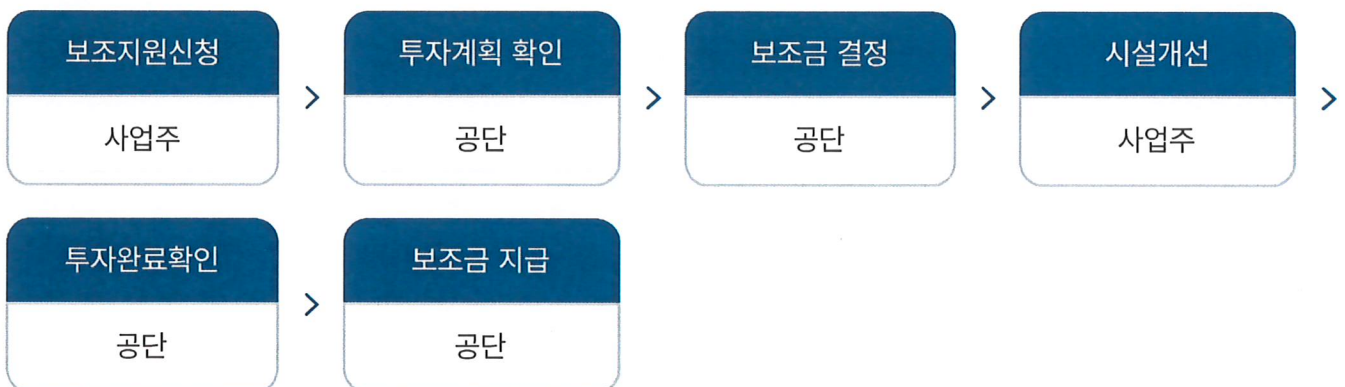 보조지원신청
사업주
>
투자계획 확인
공단
>
보조금 결정
공단
>
시설개선
사업주
>
투자완료확인
공단
>
보조금 지급
공단